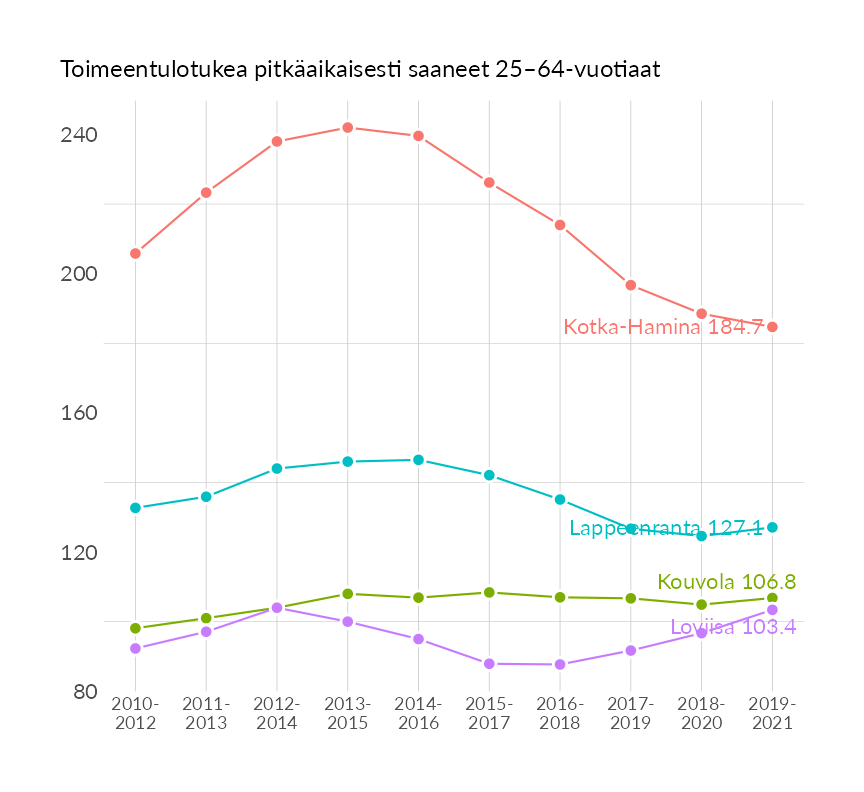 Toimeentulotukea pitkäaikaisesti saaneet 25–64-vuotiaat
240
200
160
120
80
Kotka-Hamina 184.7
Lappeenranta 127.1
Kouvola 106.8
Loviisa 103.4
2010- 2011- 2012- 2013- 2014- 2015- 2016- 2017- 2018- 2019-
2012 2013 2014 2015 2016 2017 2018 2019 2020 2021